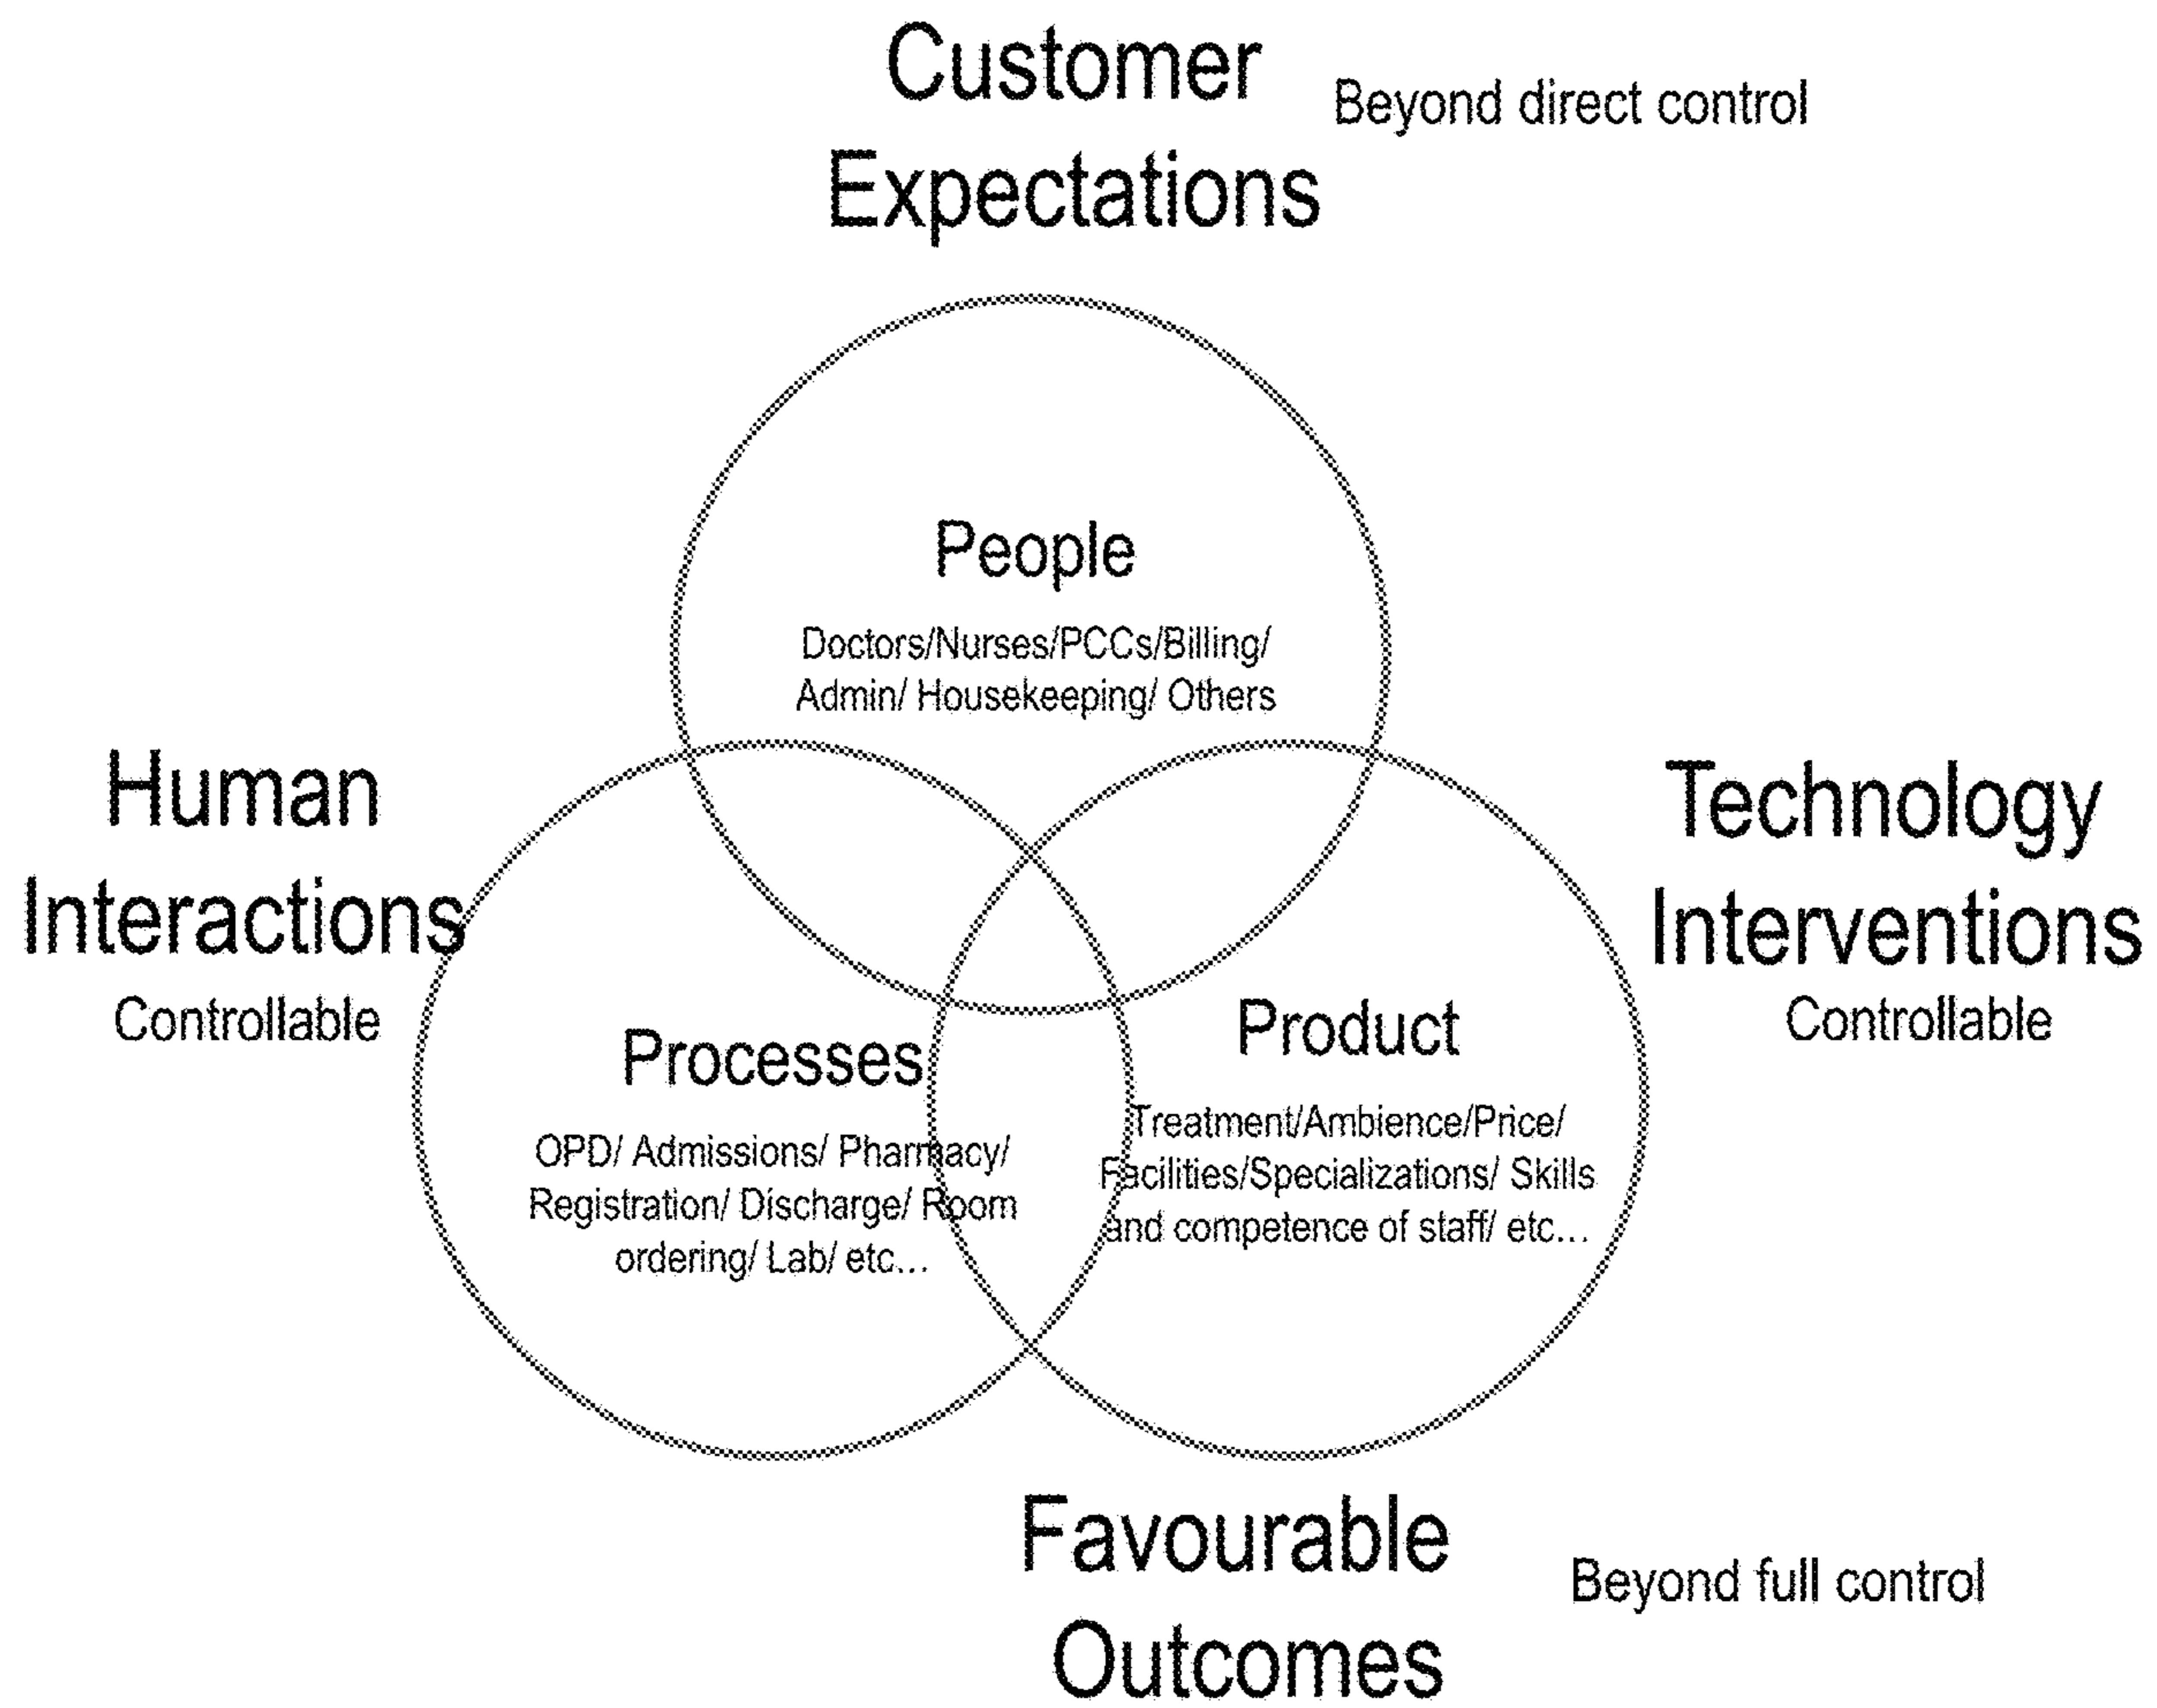 Customer
Expectations
Beyond direct control
People
Doctors/Nurses/PCCs/Billing/
Admin/ Housekeeping/ Others
Human
Interactions
Controllable
Technology
Interventions
Controllable
Processes
OPD/ Admissions/ Pharmacy/
Registration/ Discharge/ Room
ordering/ Lab/ etc...
Product
Treatment/Ambience/Price/
Facilities/Specializations/ Skills
and competence of staff/ etc...
Favourable
Outcomes
Beyond full control